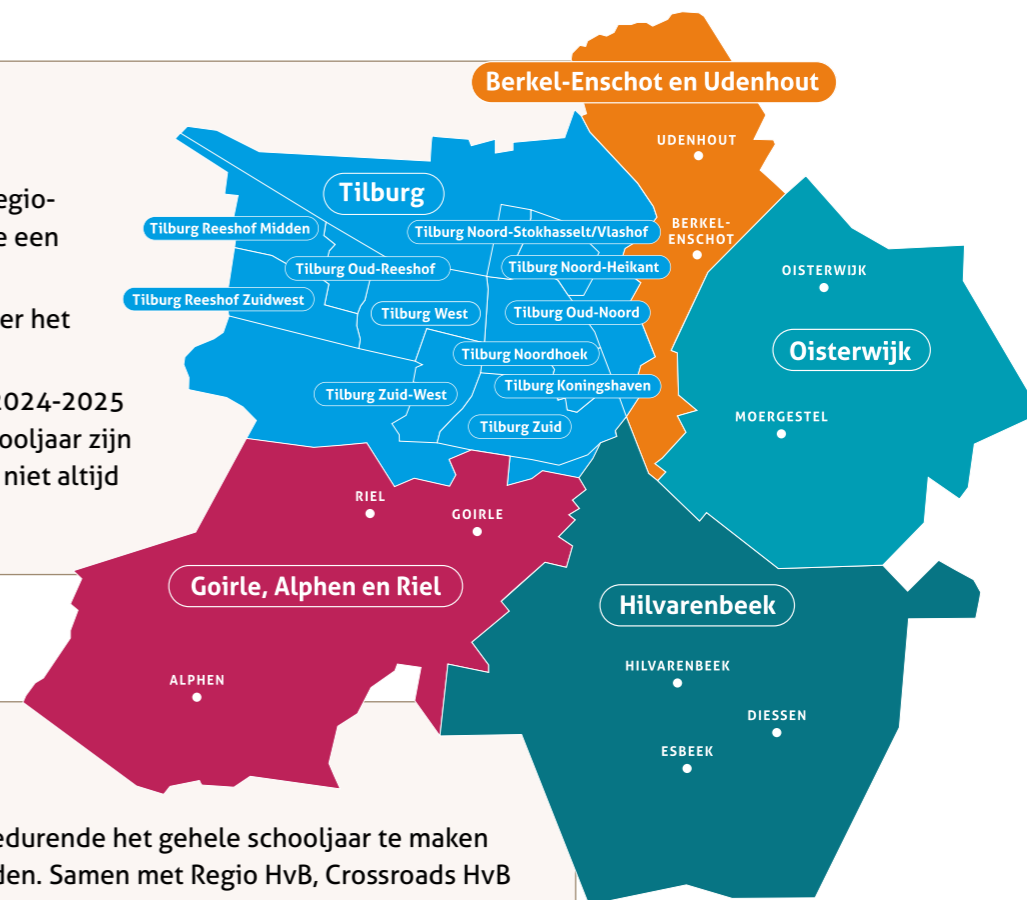 Berkel-Enschot en Udenhout
UDENHOUT
Tilburg
egio-
Tilburg Reeshof Midden
Tilburg Noord-Stokhasselt/Vlashof
BERKEL-
ENSCHOT
e een
Tilburg Oud-Reeshof
Tilburg Noord-Heikant
OISTERWIJK
Tilburg Reeshof Zuidwest
Tilburg West
Tilburg Oud-Noord
er het
Tilburg Noordhoek
Oisterwijk
Tilburg Koningshaven
Tilburg Zuid-West
2024-2025
MOERGESTEL
Tilburg Zuid
ooljaar zijn
niet altijd
RIEL
GOIRLE
Goirle, Alphen en Riel
Hilvarenbeek
HILVARENBEEK
ALPHEN
DIESSEN
ESBEEK
edurende het gehele schooljaar te maken
den. Samen met Regio HvB, Crossroads HvB